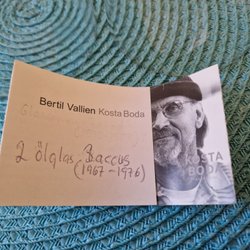 Bertil Vallien Kosta Boda
2 ölglas Baccus
(1967-1976)
KOSTA
BODA